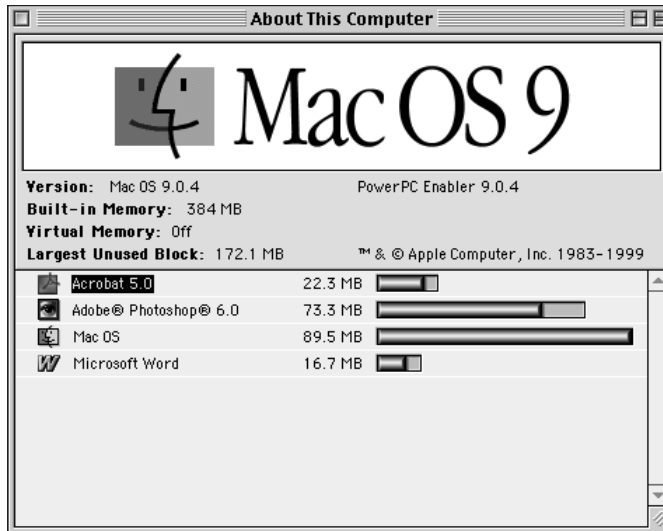 About This Computer
Mac OS 9
Version: Mac OS 9.0.4 PowerPC Enabler 9.0.4
Built-in Memory: 384 MB
Virtual Memory: Off
Largest Unused Block: 172.1 MB ™ & © Apple Computer, Inc. 1983-1999
Acrobat 5.0 22.3 MB
Adobe® Photoshop® 6.0 73.3 MB
Mac OS 89.5 MB
Microsoft Word 16.7 MB